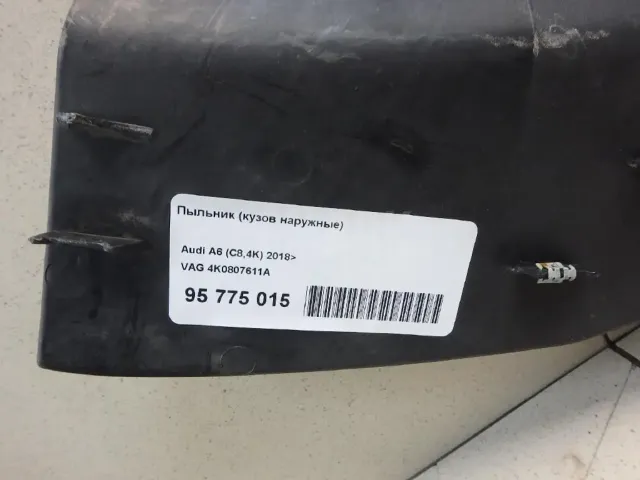 Пыльник (кузов наружные)
Audi A6 (C8,4K) 2018>
VAG 4K0807611A
95 775 015